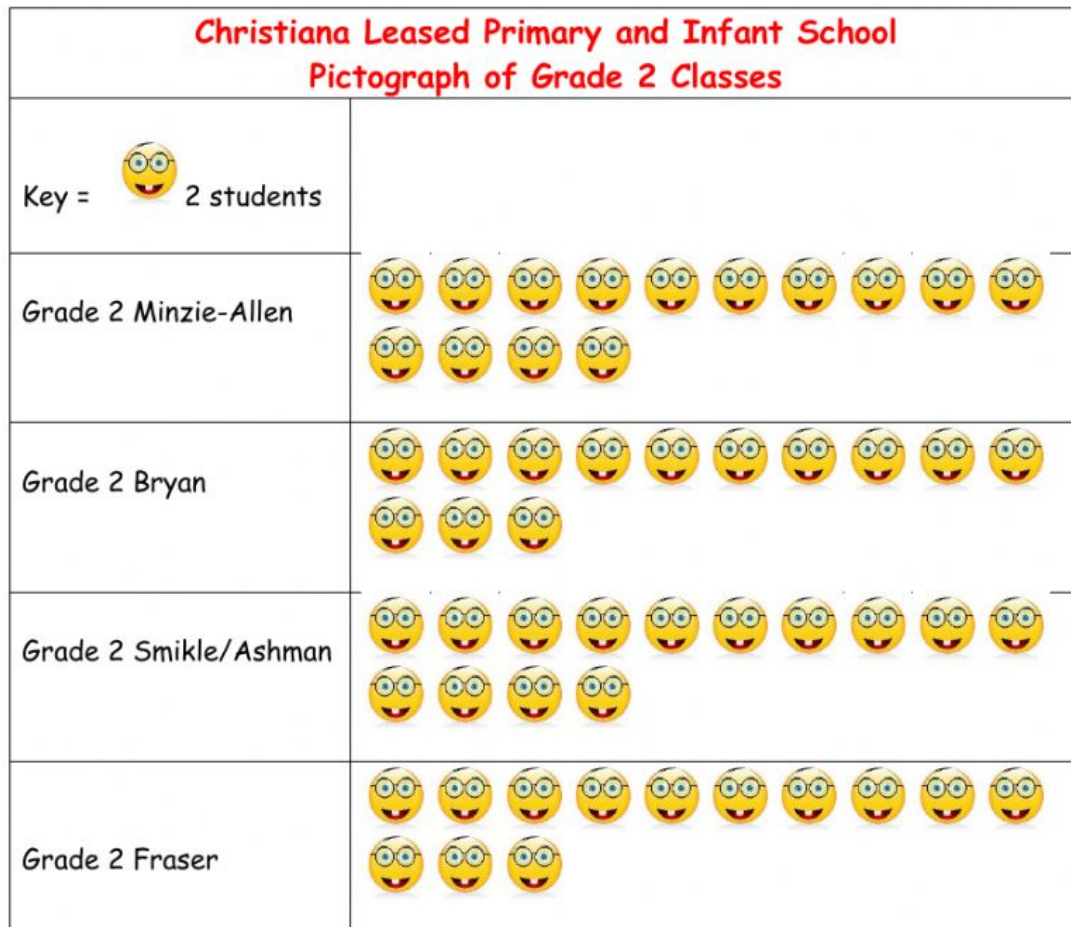 Christiana Leased Primary and Infant School
Pictograph of Grade 2 Classes
Key = 2 students
Grade 2 Minzie-Allen
Grade 2 Bryan
Grade 2 Smikle/Ashman
Grade 2 Fraser